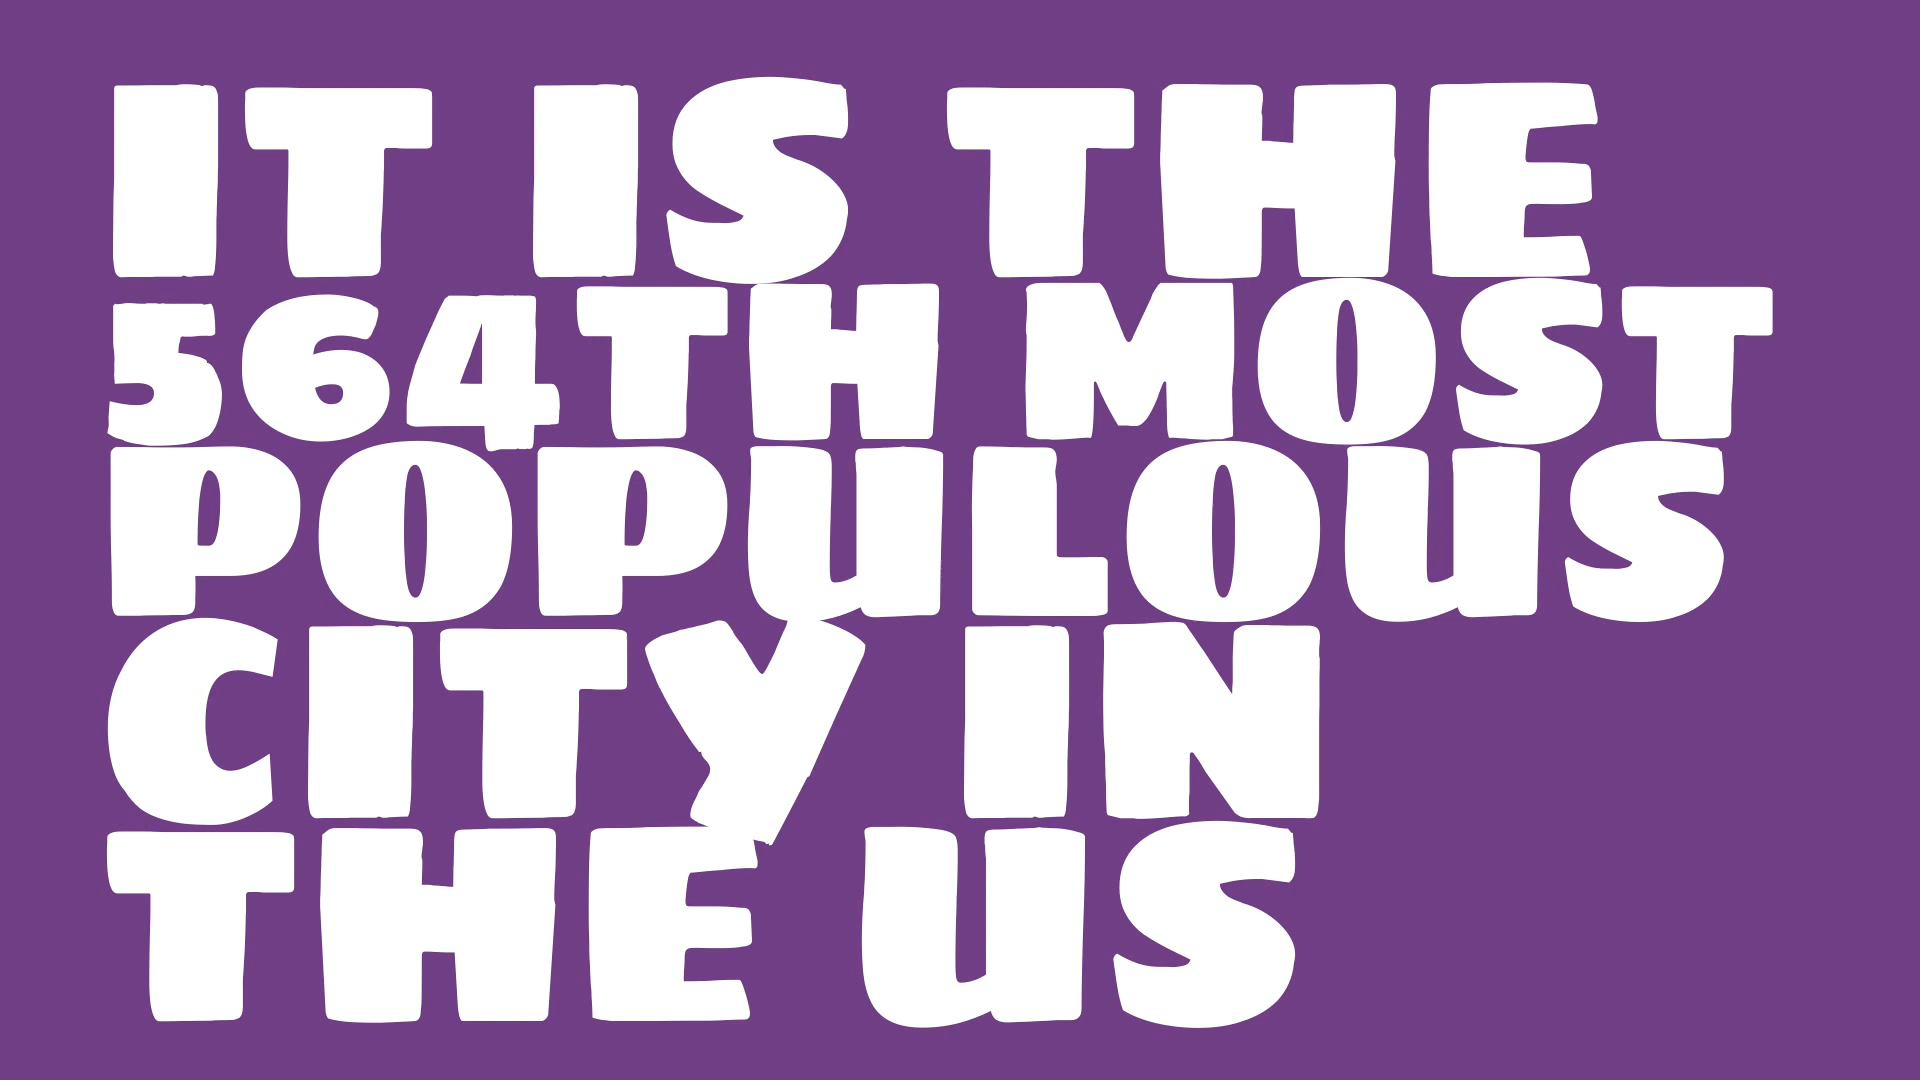 IT IS THE
564TH MOST
POPULOUS
CITY IN
THE US